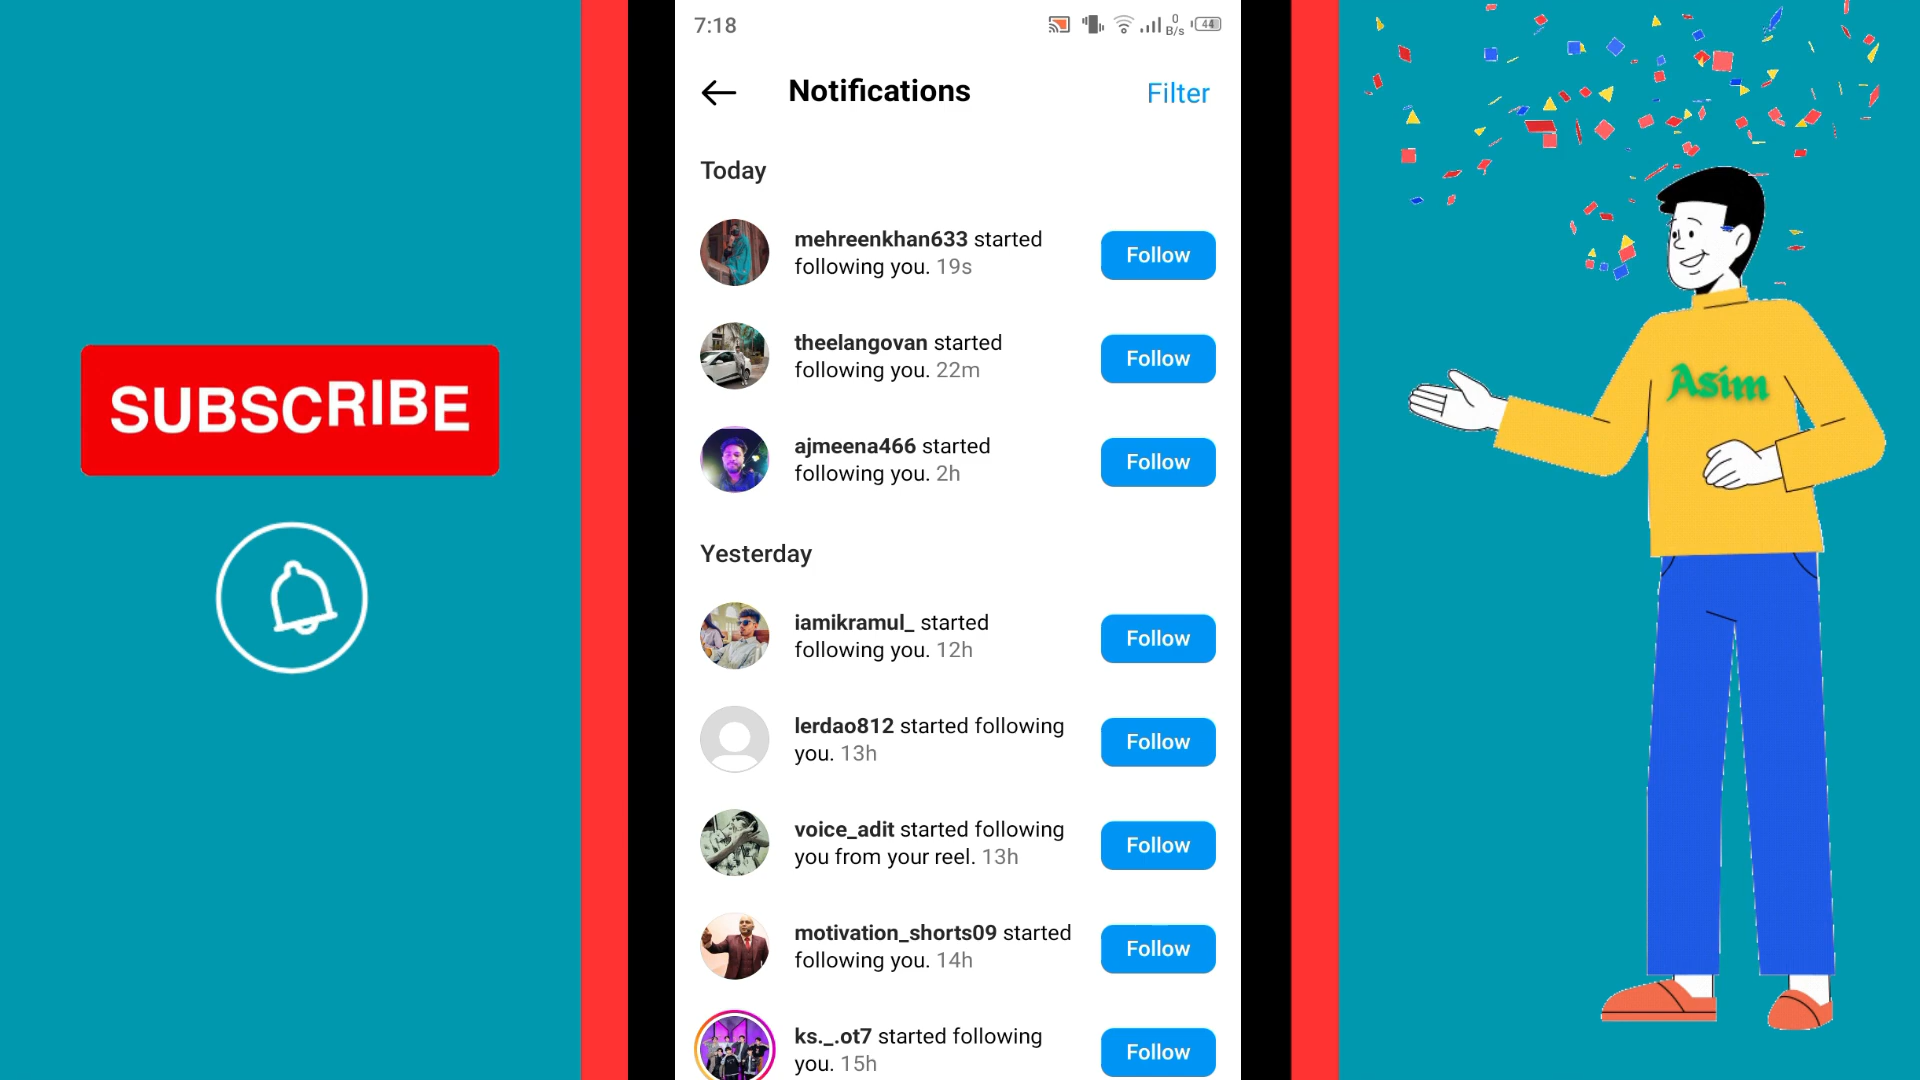 SUBSCRIBE
7:18
0
B/s
44
Notifications
Filter
Today
mehreenkhan633 started
following you. 19s
Follow
theelangovan started
following you. 22m
Follow
ajmeena466 started
following you. 2h
Follow
Yesterday
iamikramul_ started
following you. 12h
Follow
lerdao812 started following
you. 13h
Follow
voice_adit started following
you from your reel. 13h
Follow
motivation_shorts09 started
following you. 14h
Follow
ks._.ot7 started following
you. 15h
Follow
Asim